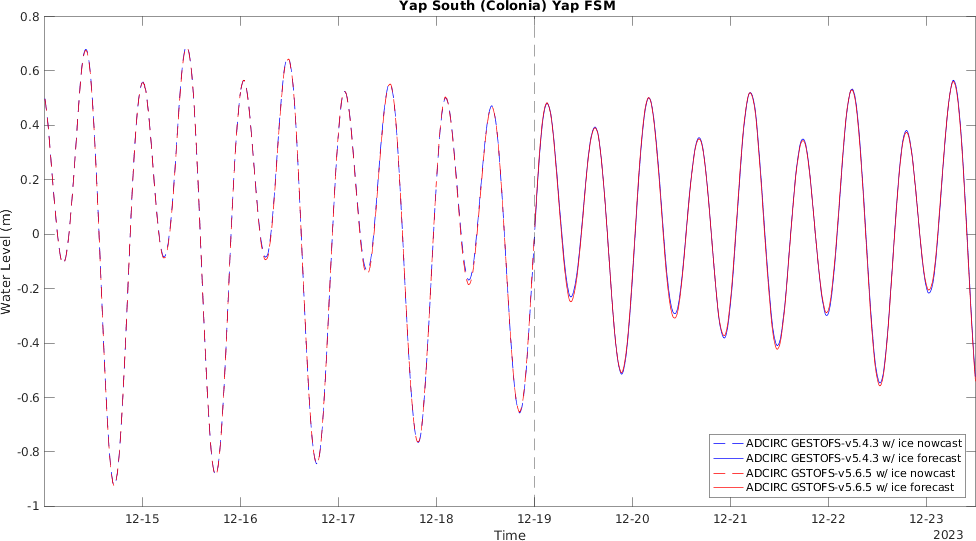 Yap South (Colonia) Yap FSM
0.8
0.6
0.4
0.2
0
-0.2
-0.4
-0.6
-0.8
-1
Water Level (m)
ADCIRC GESTOFS-v5.4.3 w/ ice nowcast
ADCIRC GESTOFS-v5.4.3 w/ ice forecast
ADCIRC GSTOFS-v5.6.5 w/ ice nowcast
ADCIRC GSTOFS-v5.6.5 w/ ice forecast
12-15 12-16 12-17 12-18 12-19 12-20 12-21 12-22 12-23
Time
2023